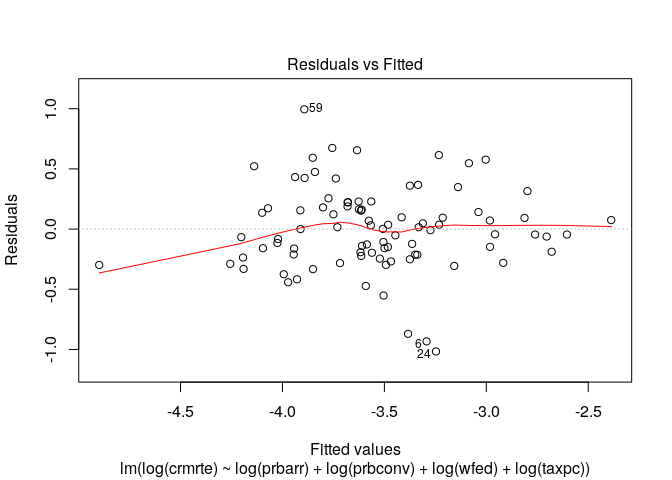 Residuals vs Fitted
Residuals
1.0
0.5
0.0
-0.5
-1.0
59
6
24
-4.5 -4.0 -3.5 -3.0 -2.5
Fitted values
lm(log(crmrte) ~ log(prbarr) + log(prbconv) + log(wfed) + log(taxpc))